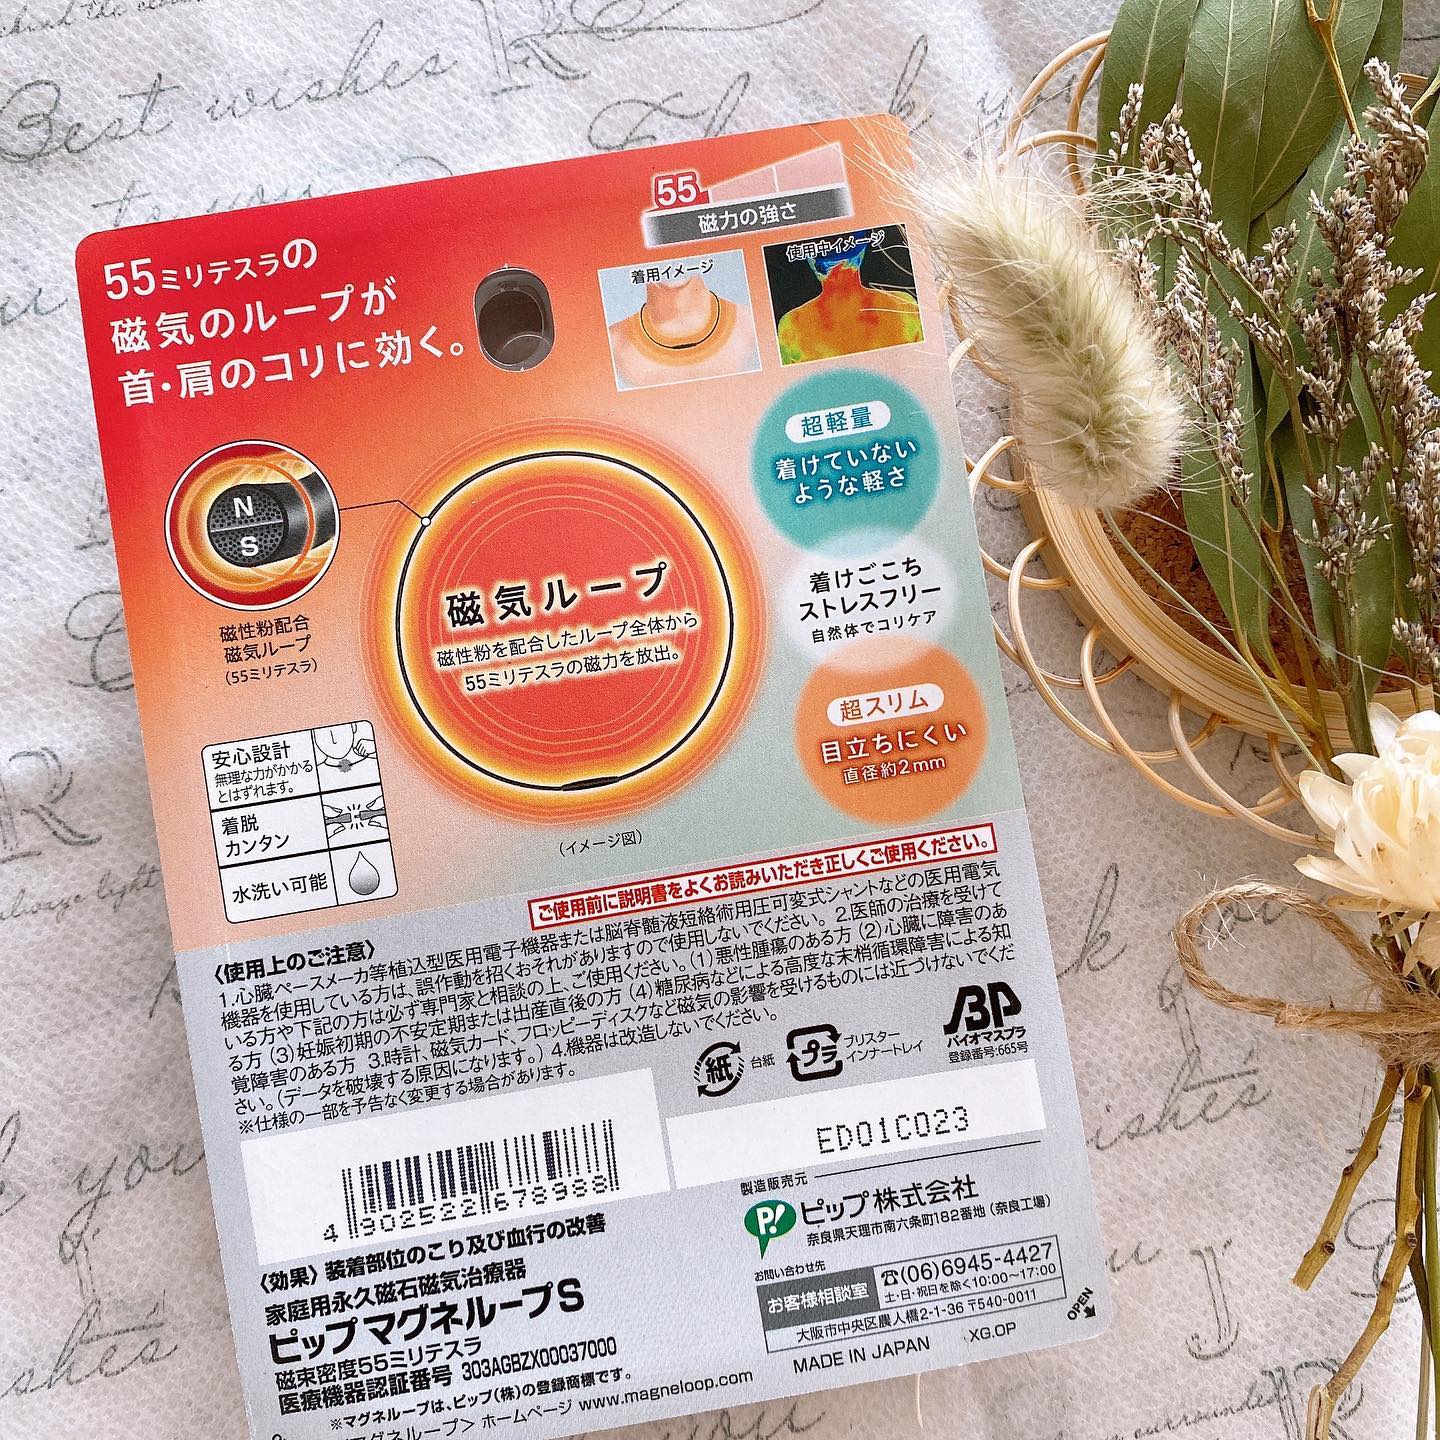 Best wishes
to you
55
磁力の強さ
55ミリテスラの
磁気のループが
首・肩のコリに効く。
着用イメージ
使用中イメージ
超軽量
着けていない
ような軽さ
N
S
磁性粉配合
磁気ループ
(55ミリテスラ)
磁気ループ
磁性粉を配合したループ全体から
55ミリテスラの磁力を放出。
(イメージ図)
着けごこち
ストレスフリー
自然体でコリケア
超スリム
目立ちにくい
直径約2mm
安心設計
無理な力がかかる
とはずれます。
着脱
カンタン
水洗い可能
ご使用前に説明書をよくお読みいただき正しくご使用ください。
〈使用上のご注意〉
1.心臓ペースメーカ等植込型医用電子機器または脳脊髄液短絡術用圧可変式シャントなどの医用電気
機器を使用している方は、誤作動を招くおそれがありますので使用しないでください。 2.医師の治療を受けて
いる方や下記の方は必ず専門家と相談の上、ご使用ください。(1)悪性腫瘍のある方 (2)心臓に障害のあ
る方 (3)妊娠初期の不安定期または出産直後の方 (4)糖尿病などによる高度な末梢循環障害による知
覚障害のある方 3.時計、磁気カード、フロッピーディスクなど磁気の影響を受けるものには近づけないでくだ
さい。(データを破壊する原因になります。) 4.機器は改造しないでください。
※仕様の一部を予告なく変更する場合があります。
紙
台紙
プラ
ブリスター
インナートレイ
BP
バイオマスプラ
登録番号:665号
4 902522 678988
ED01C023
〈効果〉装着部位のこり及び血行の改善
家庭用永久磁石磁気治療器
ピップマグネループS
磁束密度55ミリテスラ
医療機器認証番号 303AGBZX00037000
※マグネループは、ピップ(株)の登録商標です。
マグネループ＞ホームページ www.magneloop.com
製造販売元
P!
ピップ株式会社
奈良県天理市南六条町182番地(奈良工場)
お問い合わせ先
お客様相談室
☎(06)6945-4427
土・日・祝日を除く10:00〜17:00
大阪市中央区農人橋2-1-36 〒540-0011
MADE IN JAPAN
XG.OP
OPEN